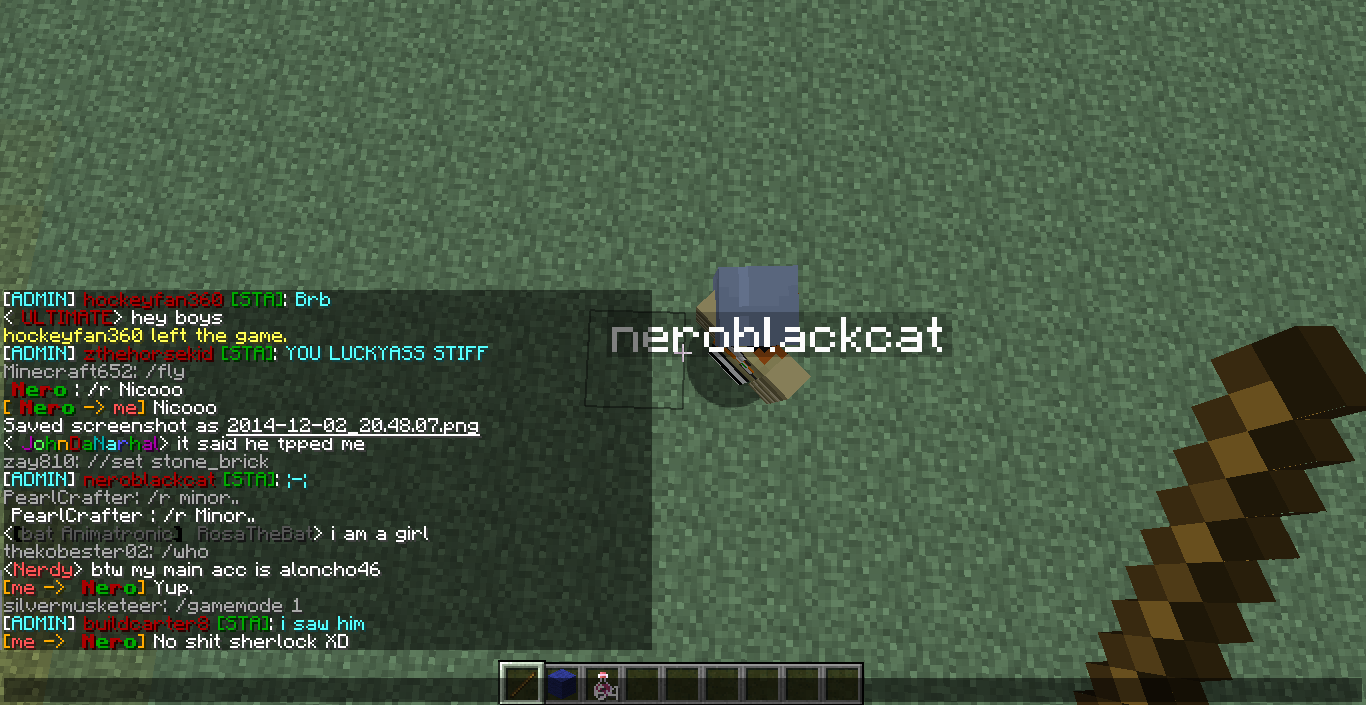 neroblackcat
[ADMIN] hockeyfan360 [STA]: Brb
< ULTIMATE> hey boys
hockeyfan360 left the game.
[ADMIN] zthehorsekid [STA]: YOU LUCKYASS STIFF
Minecraft652: /fly
Nero : /r Nicooo
[ Nero -> me] Nicooo
Saved screenshot as 2014-12-02_20.48.07.png
< JohnDaNarhal> it said he tpped me
zay810: //set stone_brick
[ADMIN] neroblackcat [STA]: ;-;
PearlCrafter: /r minor..
PearlCrafter : /r Minor..
<[bat Animatronic] RosaTheBat> i am a girl
thekobester02: /who
<Nerdy> btw my main acc is aloncho46
[me -> Nero] Yup.
silvermusketeer: /gamemode 1
[ADMIN] buildcarter8 [STA]: i saw him
[me -> Nero] No shit sherlock XD
64